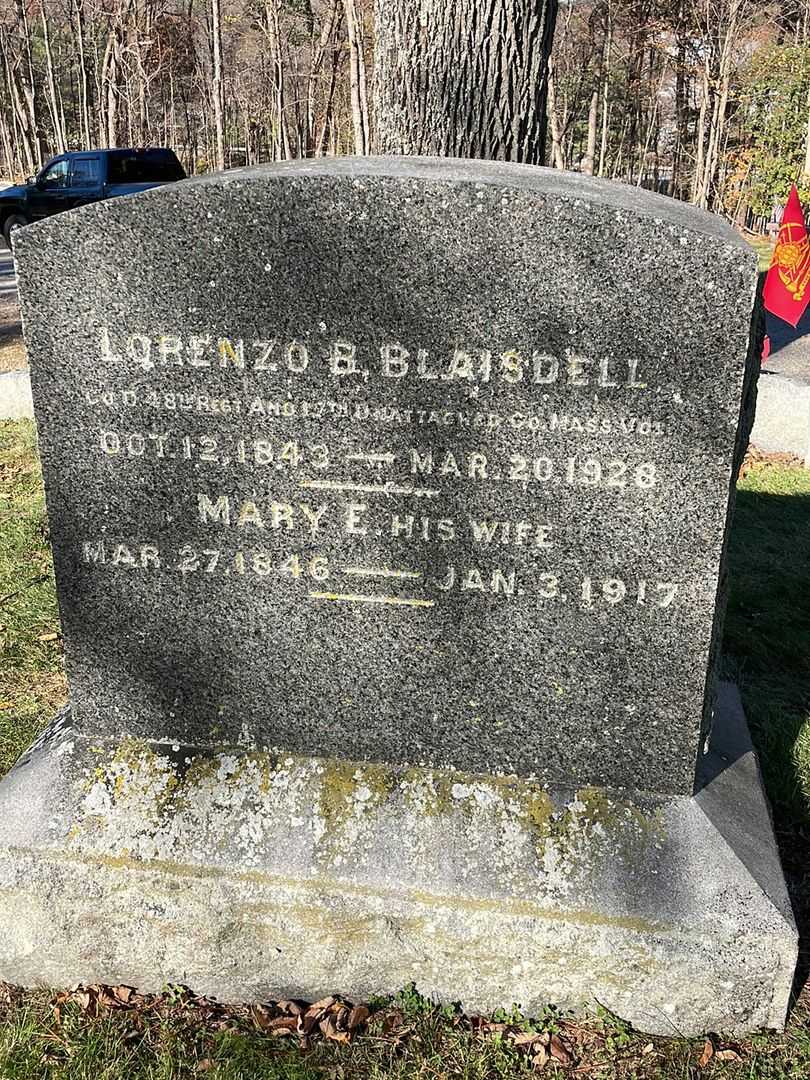 LORENZO B. BLAISDELL
CO. D. 48TH REGT AND 17TH UNATTACHED CO. MASS. VOL.
OCT. 12, 1843 — MAR. 20, 1928
MARY E. HIS WIFE
MAR. 27, 1846 — JAN. 3, 1917